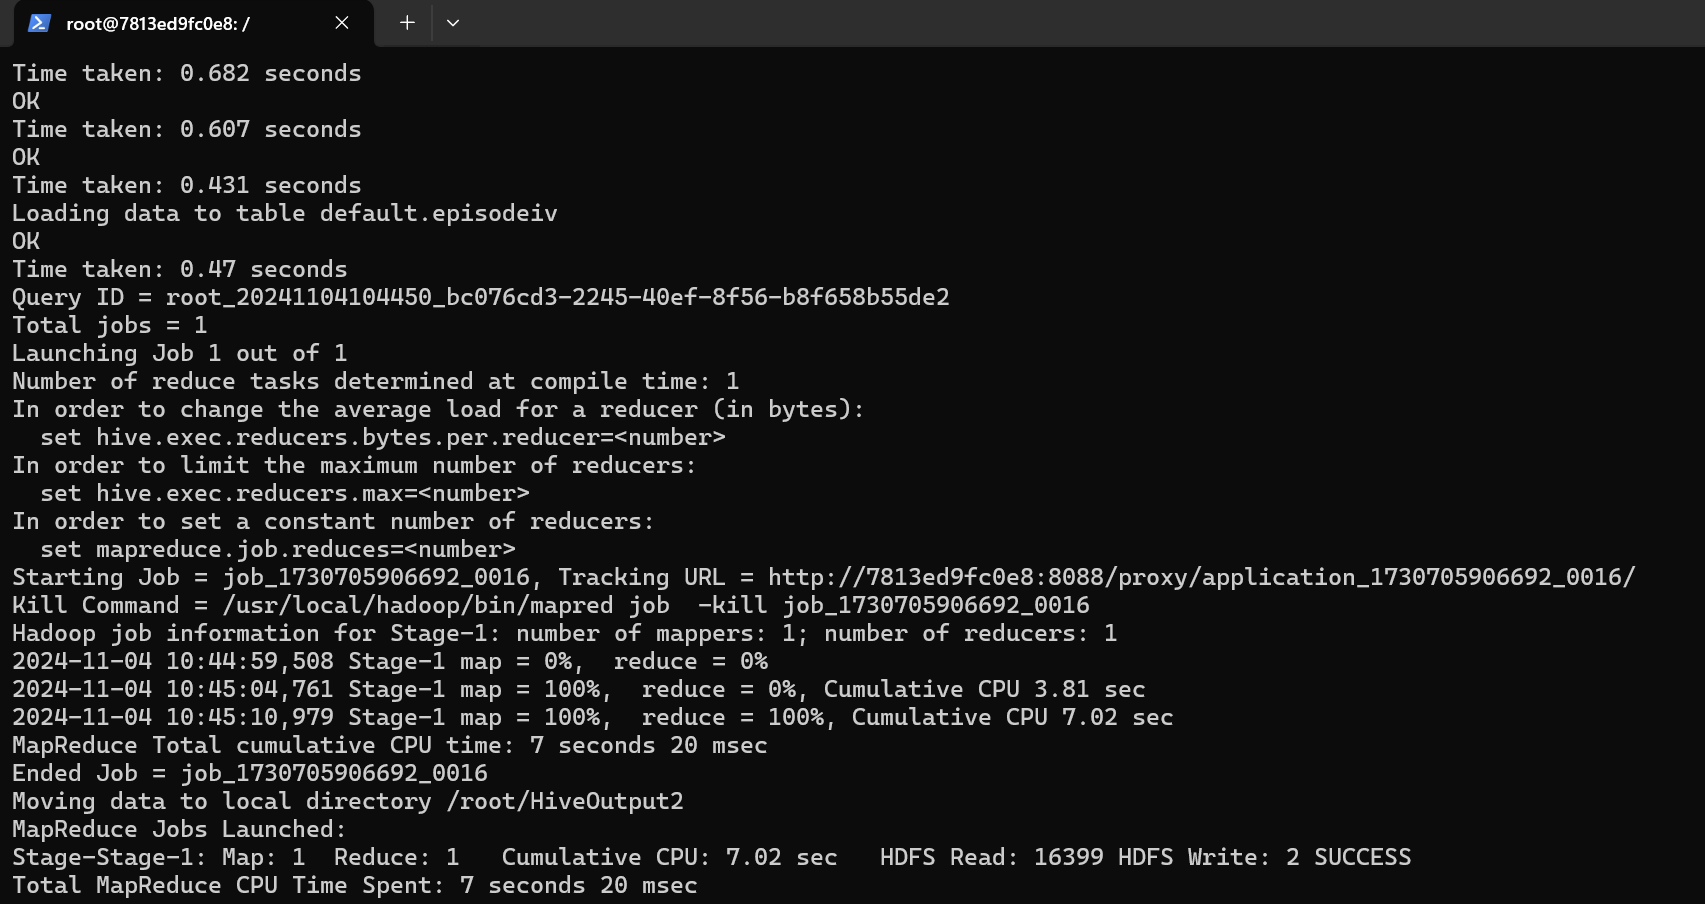 root@7813ed9fc0e8: /
Time taken: 0.682 seconds
OK
Time taken: 0.607 seconds
OK
Time taken: 0.431 seconds
Loading data to table default.episodeiv
OK
Time taken: 0.47 seconds
Query ID = root_20241104104450_bc076cd3-2245-40ef-8f56-b8f658b55de2
Total jobs = 1
Launching Job 1 out of 1
Number of reduce tasks determined at compile time: 1
In order to change the average load for a reducer (in bytes):
  set hive.exec.reducers.bytes.per.reducer=<number>
In order to limit the maximum number of reducers:
  set hive.exec.reducers.max=<number>
In order to set a constant number of reducers:
  set mapreduce.job.reduces=<number>
Starting Job = job_1730705906692_0016, Tracking URL = http://7813ed9fc0e8:8088/proxy/application_1730705906692_0016/
Kill Command = /usr/local/hadoop/bin/mapred job  -kill job_1730705906692_0016
Hadoop job information for Stage-1: number of mappers: 1; number of reducers: 1
2024-11-04 10:44:59,508 Stage-1 map = 0%,  reduce = 0%
2024-11-04 10:45:04,761 Stage-1 map = 100%,  reduce = 0%, Cumulative CPU 3.81 sec
2024-11-04 10:45:10,979 Stage-1 map = 100%,  reduce = 100%, Cumulative CPU 7.02 sec
MapReduce Total cumulative CPU time: 7 seconds 20 msec
Ended Job = job_1730705906692_0016
Moving data to local directory /root/HiveOutput2
MapReduce Jobs Launched:
Stage-Stage-1: Map: 1  Reduce: 1   Cumulative CPU: 7.02 sec   HDFS Read: 16399 HDFS Write: 2 SUCCESS
Total MapReduce CPU Time Spent: 7 seconds 20 msec